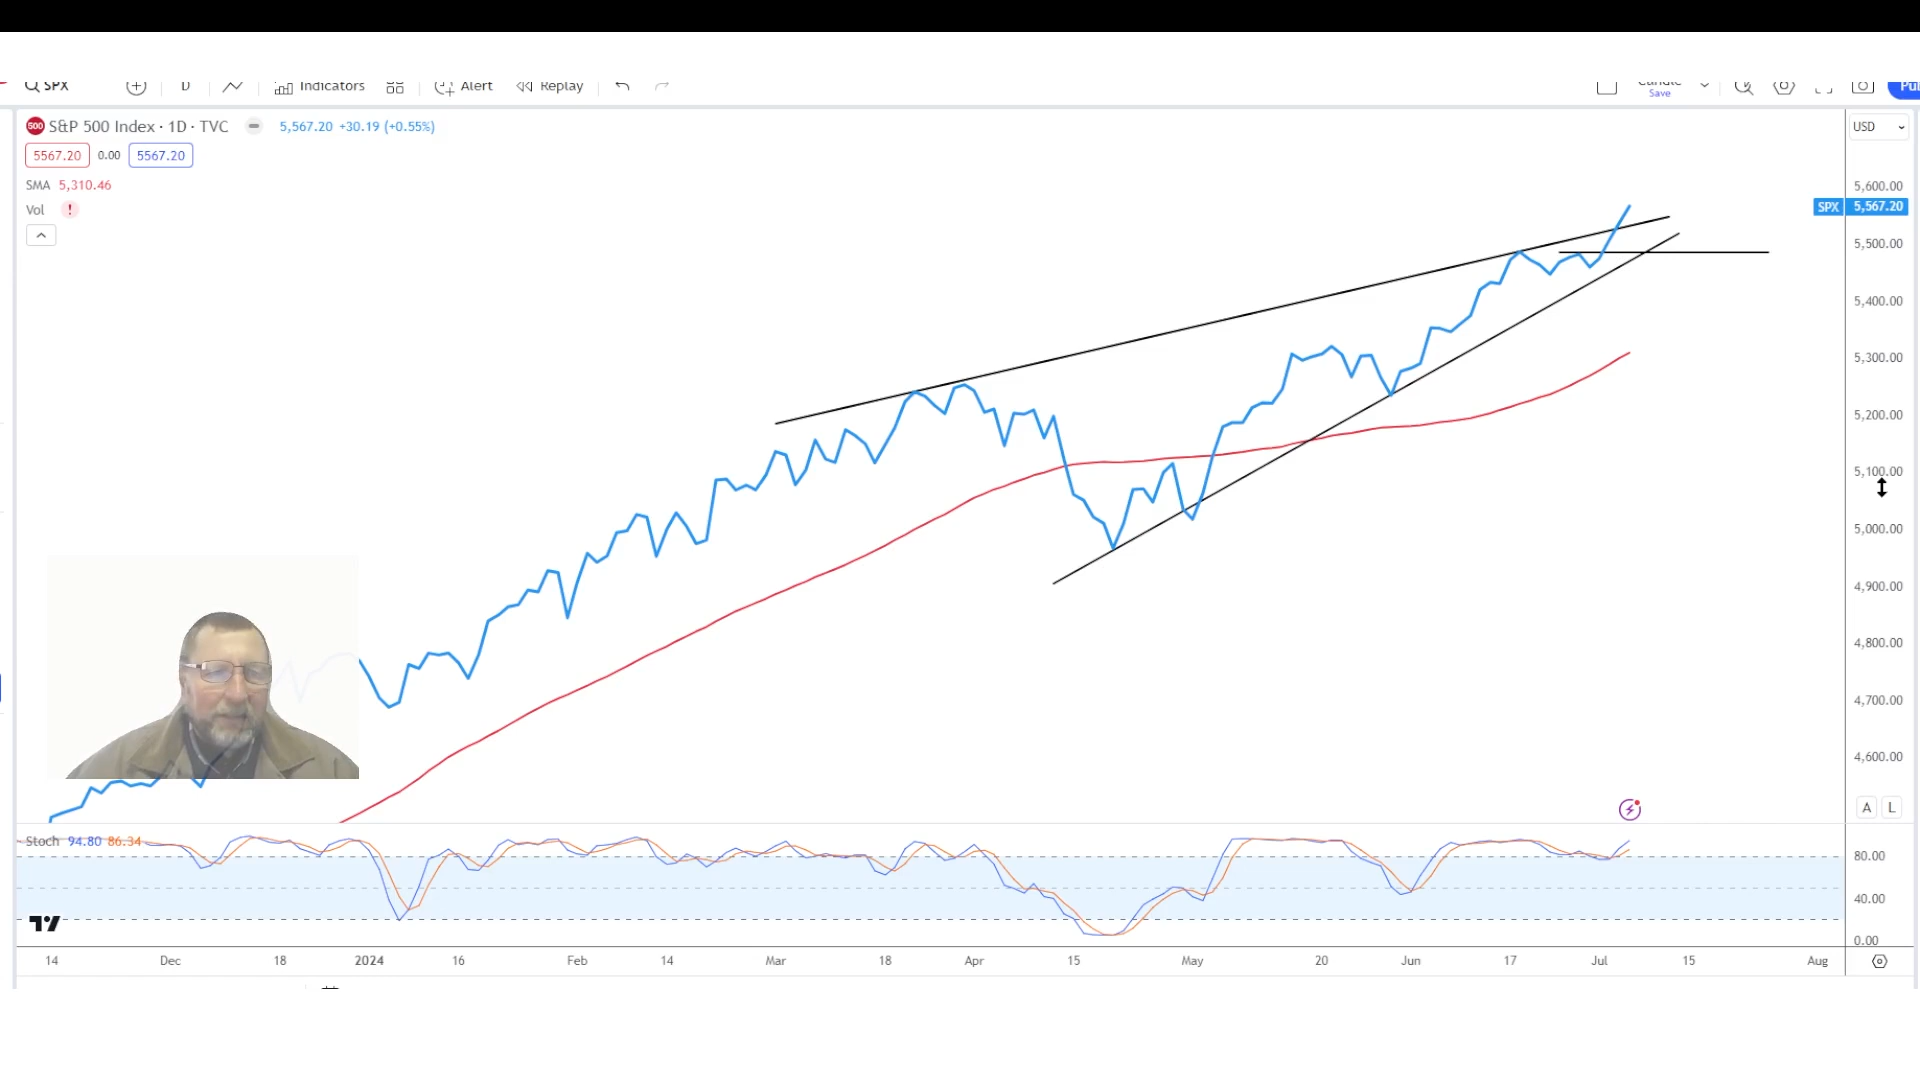 SPX D Indicators Alert Replay Candle Pu
Save
500 S&P 500 Index · 1D · TVC 5,567.20 +30.19 (+0.55%) USD
5567.20 0.00 5567.20
SMA 5,310.46
Vol !
5,600.00
SPX 5,567.20
5,500.00
5,400.00
5,300.00
5,200.00
5,100.00
5,000.00
4,900.00
4,800.00
4,700.00
4,600.00
A L
Stoch 94.80 86.34
80.00
40.00
0.00
14 Dec 18 2024 16 Feb 14 Mar 18 Apr 15 May 20 Jun 17 Jul 15 Aug